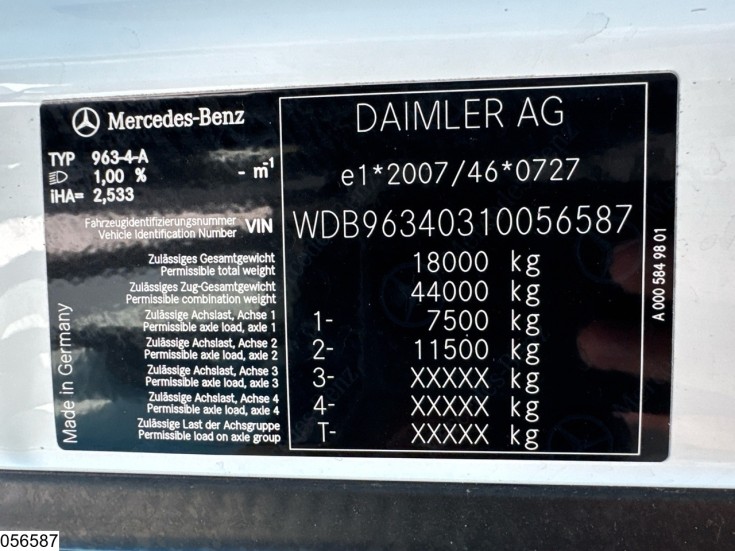 Mercedes-Benz
DAIMLER AG
TYP 963-4-A
1,00 % - m-1
iHA= 2,533
e1*2007/46*0727
Fahrzeugidentifizierungsnummer
Vehicle Identification Number VIN WDB96340310056587
Zulässiges Gesamtgewicht
Permissible total weight 18000 kg
Zulässiges Zug-Gesamtgewicht
Permissible combination weight 44000 kg
Zulässige Achslast, Achse 1
Permissible axle load, axle 1 1- 7500 kg
Zulässige Achslast, Achse 2
Permissible axle load, axle 2 2- 11500 kg
Zulässige Achslast, Achse 3
Permissible axle load, axle 3 3- XXXXX kg
Zulässige Achslast, Achse 4
Permissible axle load, axle 4 4- XXXXX kg
Zulässige Last der Achsgruppe
Permissible load on axle group T- XXXXX kg
Made in Germany
A 000 584 98 01
056587